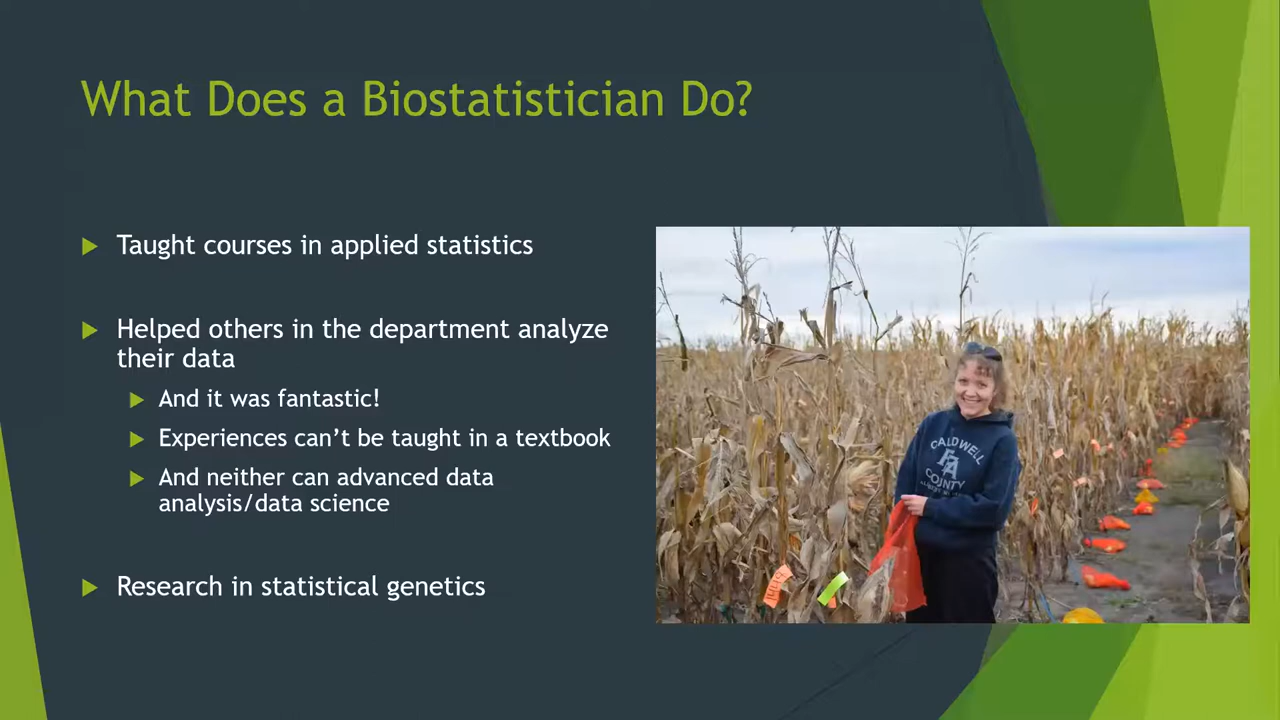 What Does a Biostatistician Do?
Taught courses in applied statistics
Helped others in the department analyze
their data
And it was fantastic!
Experiences can't be taught in a textbook
And neither can advanced data
analysis/data science
Research in statistical genetics
CALDWELL
COUNTY